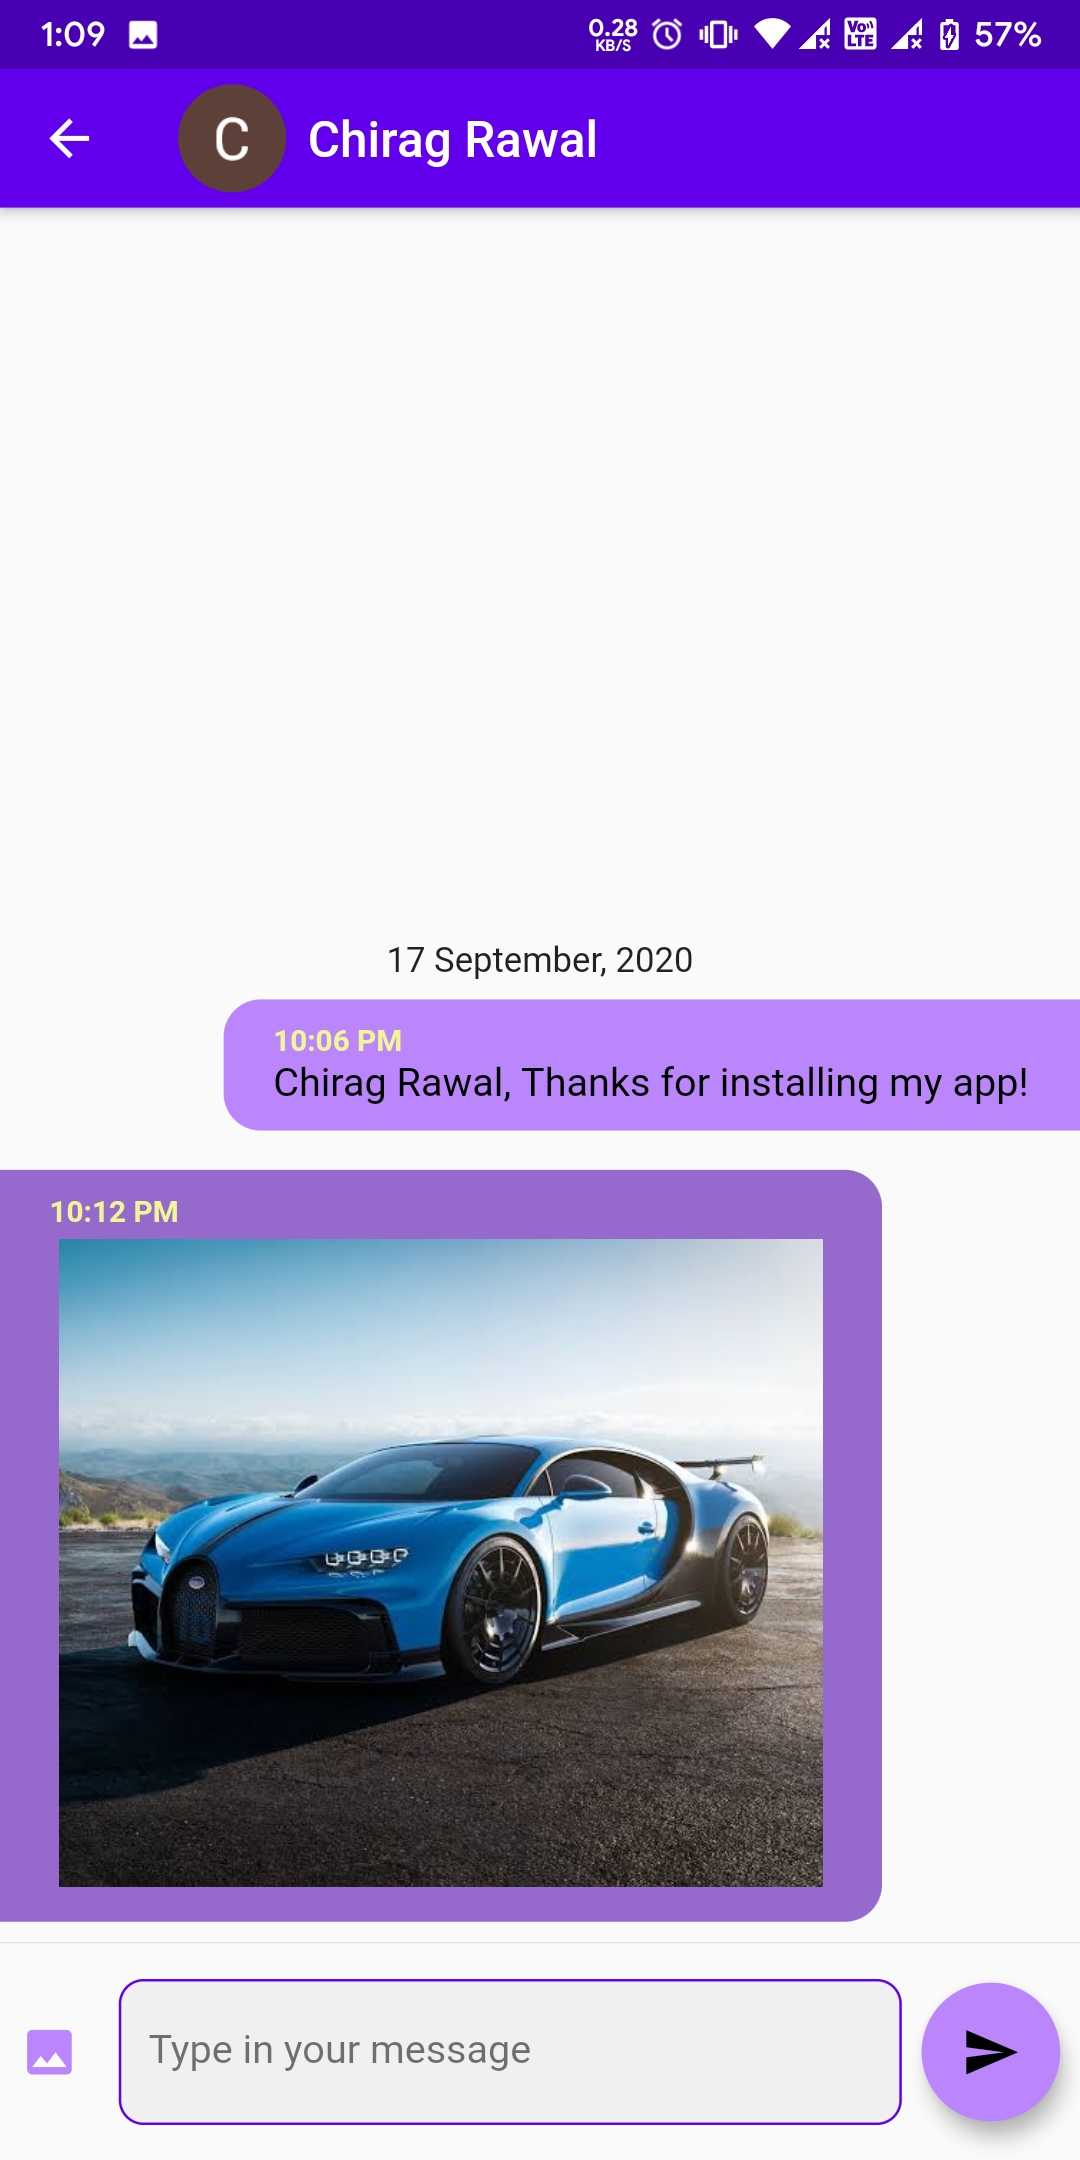 1:09
0.28
KB/S
Vo))
LTE
57%
C
Chirag Rawal
17 September, 2020
10:06 PM
Chirag Rawal, Thanks for installing my app!
10:12 PM
Type in your message